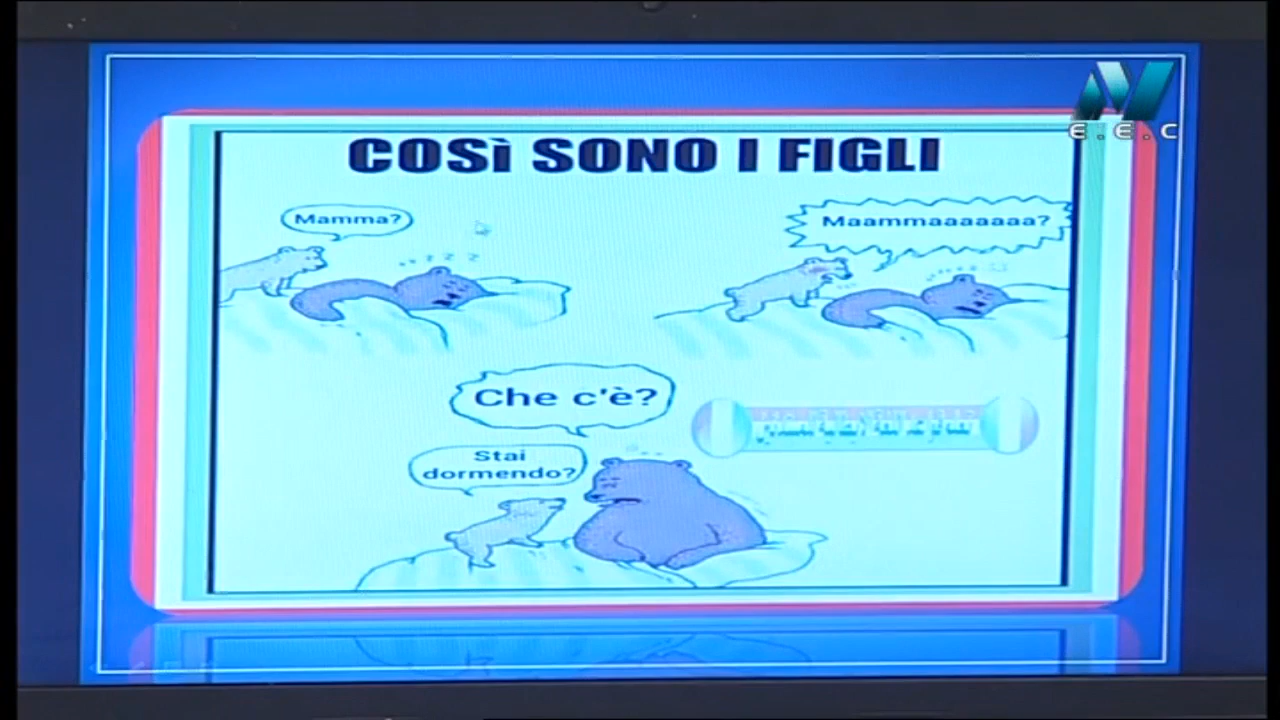 E.E.C
COSÌ SONO I FIGLI
Mamma?
z z z
Maammaaaaaaa?
Che c'è?
Stai
dormendo?